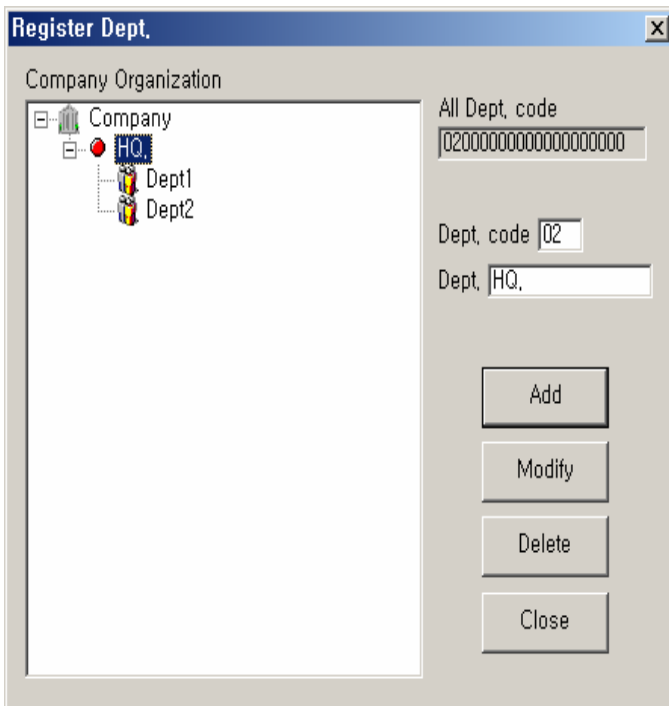 Register Dept.
Company Organization
Company
HQ.
Dept1
Dept2
All Dept. code
02000000000000000000
Dept. code 02
Dept. HQ.
Add
Modify
Delete
Close